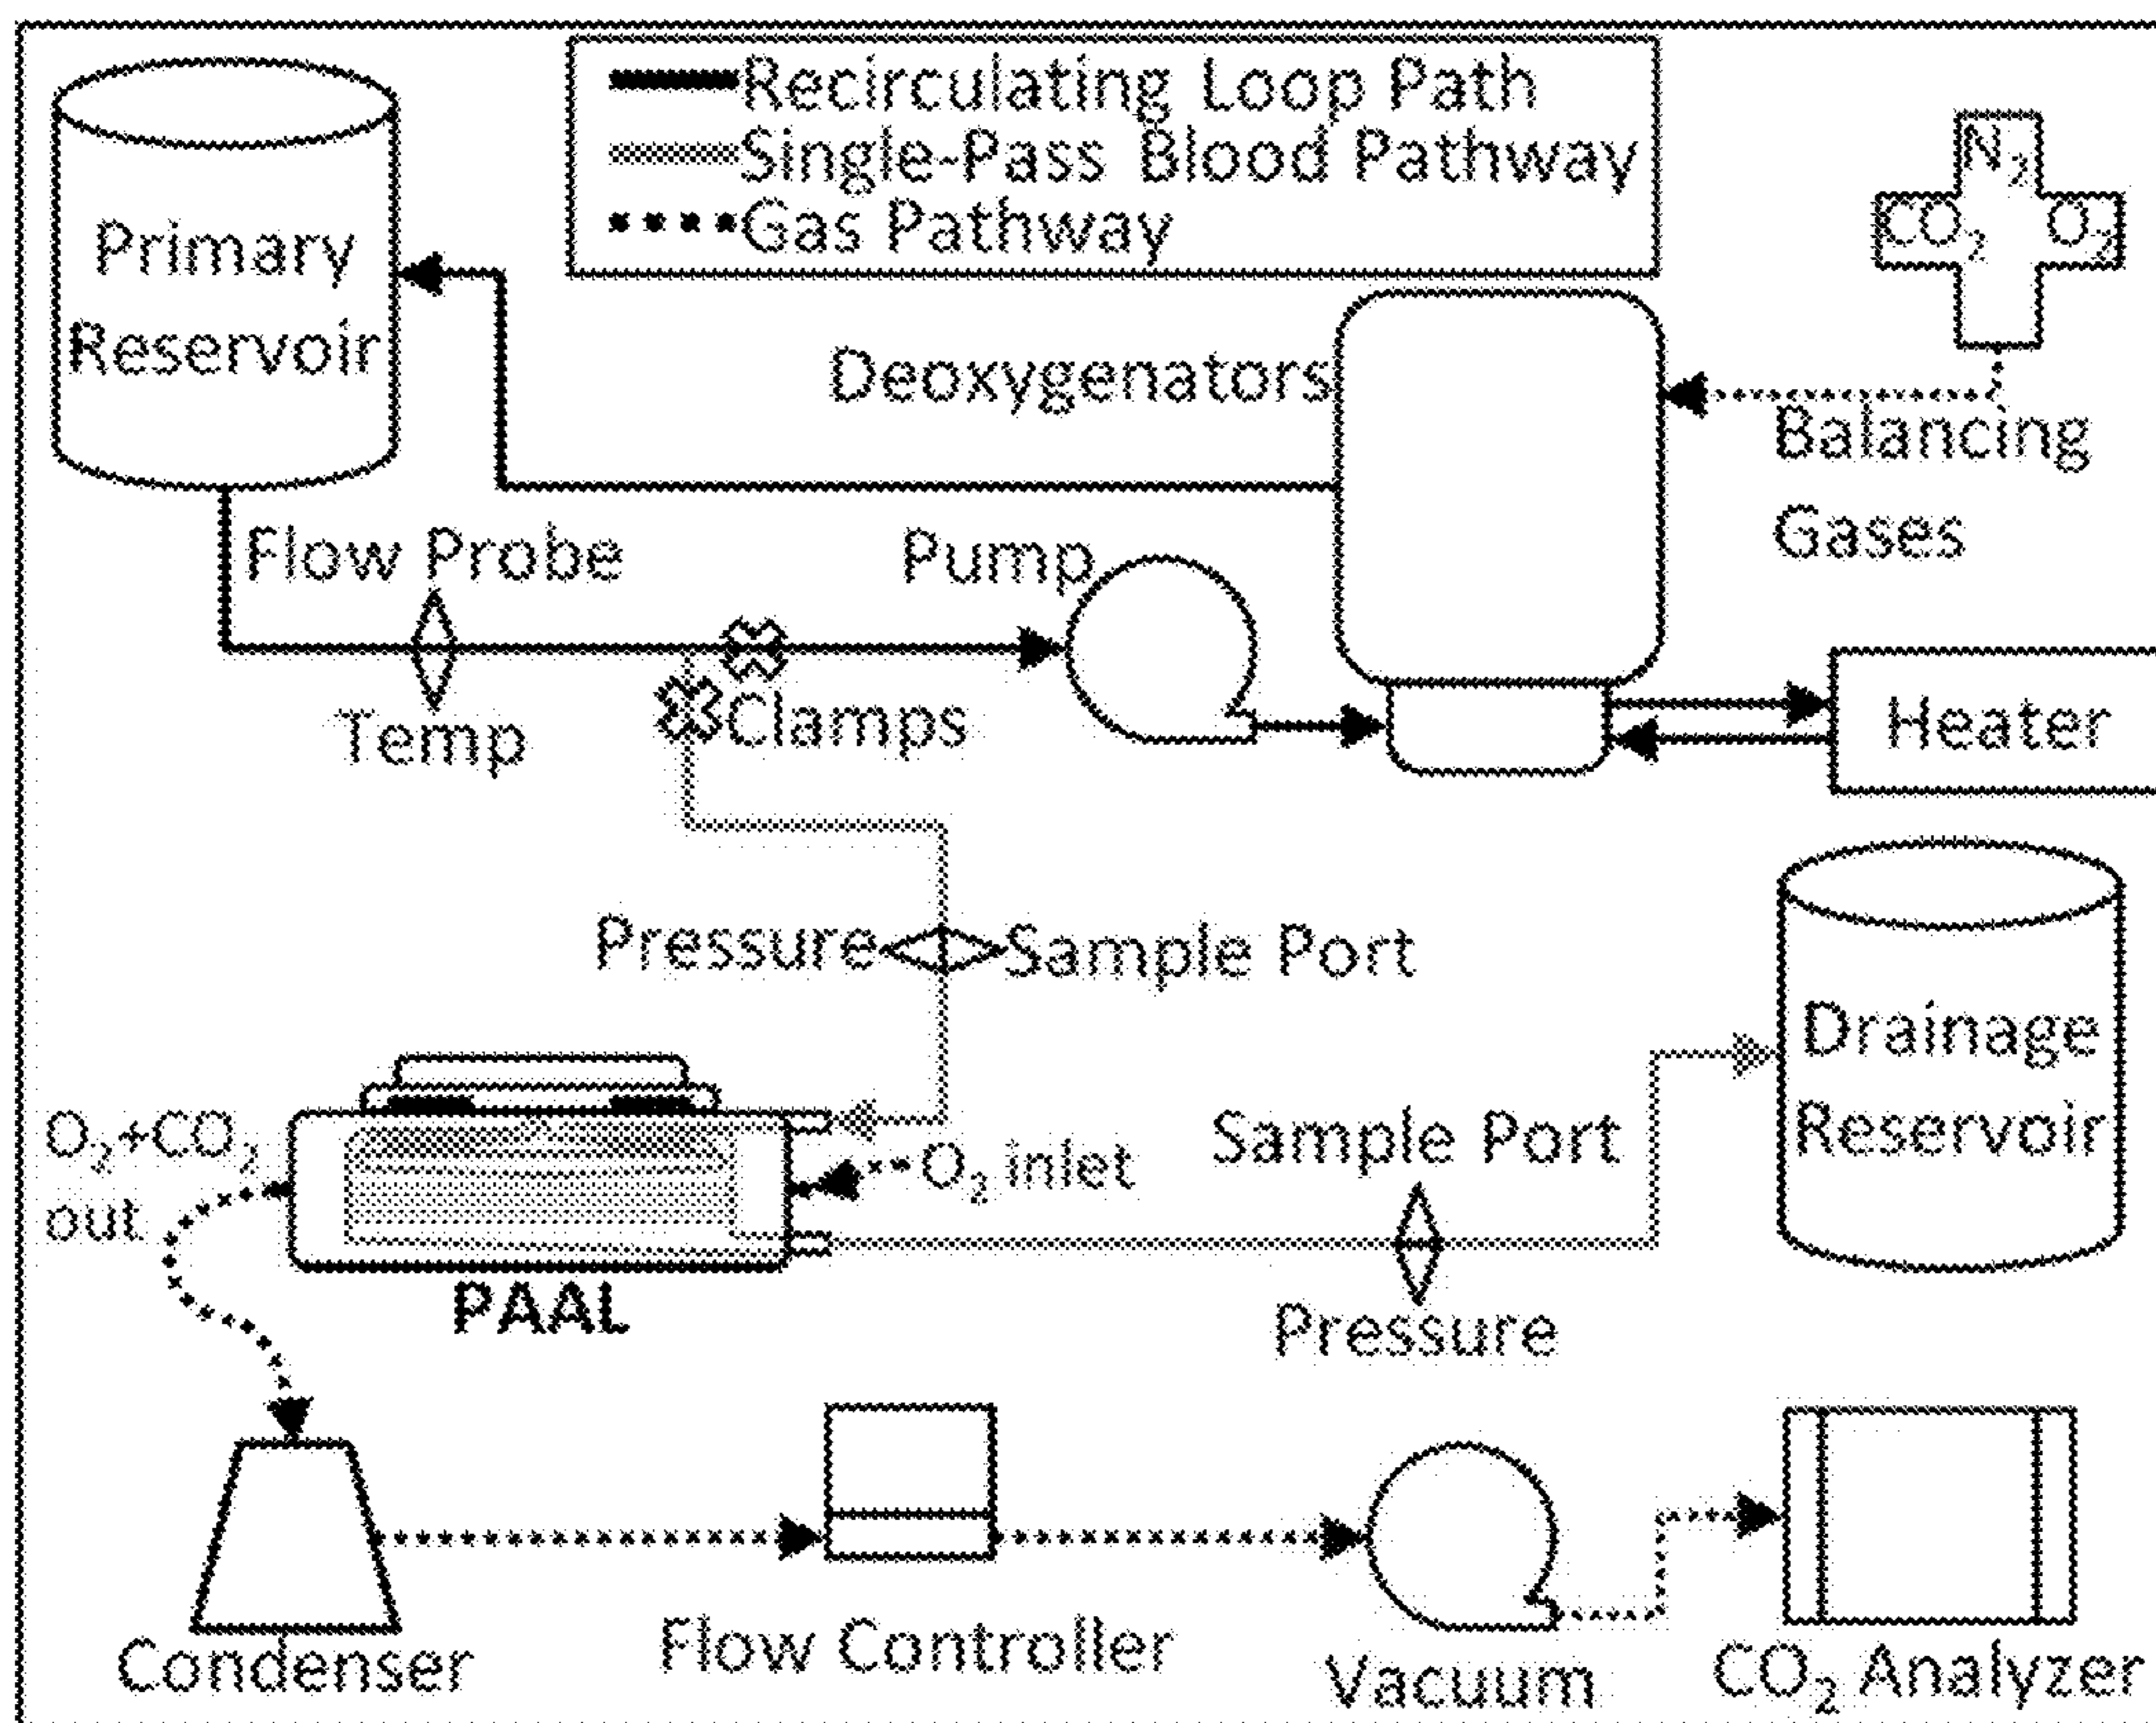 Recirculating Loop Path
Single-Pass Blood Pathway
Gas Pathway
N₂
CO₂ O₂
Primary
Reservoir
Deoxygenators
Balancing
Gases
Flow Probe
Pump
Temp
Clamps
Heater
Pressure
Sample Port
Drainage
Reservoir
O₂+CO₂
out
O₂ inlet
Sample Port
PAAL
Pressure
Condenser
Flow Controller
Vacuum
CO₂ Analyzer